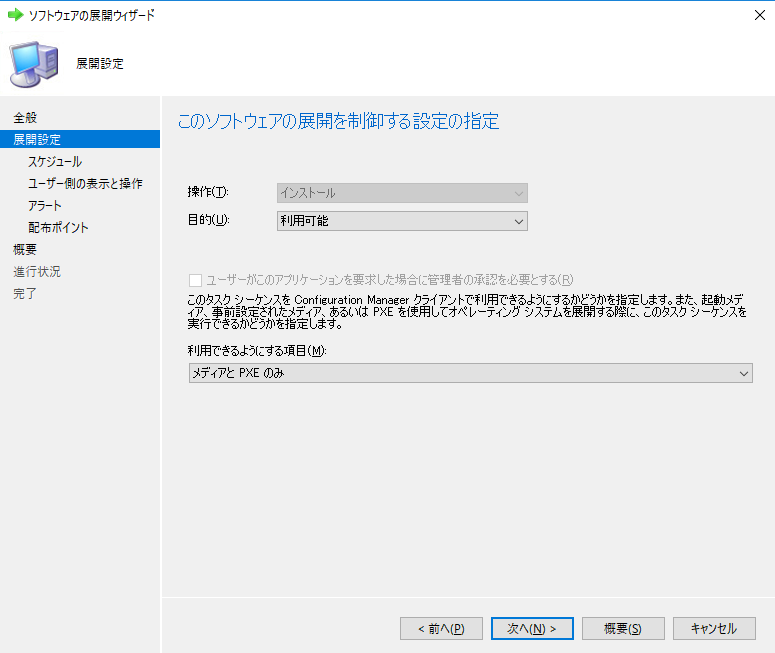 ソフトウェアの展開ウィザード
展開設定
全般
展開設定
スケジュール
ユーザー側の表示と操作
アラート
配布ポイント
概要
進行状況
完了
このソフトウェアの展開を制御する設定の指定
操作(T): インストール
目的(U): 利用可能
ユーザーがこのアプリケーションを要求した場合に管理者の承認を必要とする(R)
このタスク シーケンスを Configuration Manager クライアントで利用できるようにするかどうかを指定します。また、起動メデ
ィア、事前設定されたメディア、あるいは PXE を使用してオペレーティング システムを展開する際に、このタスク シーケンスを
実行できるかどうかを指定します。
利用できるようにする項目(M):
メディアと PXE のみ
< 前へ(P) 次へ(N) > 概要(S) キャンセル